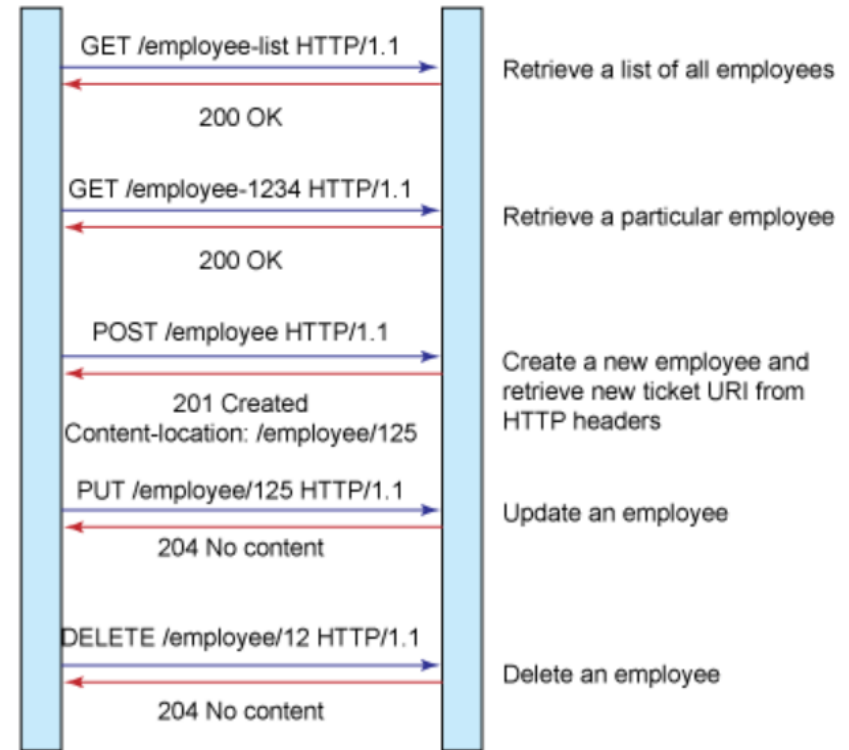 GET /employee-list HTTP/1.1
200 OK
Retrieve a list of all employees
GET /employee-1234 HTTP/1.1
200 OK
Retrieve a particular employee
POST /employee HTTP/1.1
201 Created
Content-location: /employee/125
Create a new employee and
retrieve new ticket URI from
HTTP headers
PUT /employee/125 HTTP/1.1
204 No content
Update an employee
DELETE /employee/12 HTTP/1.1
204 No content
Delete an employee